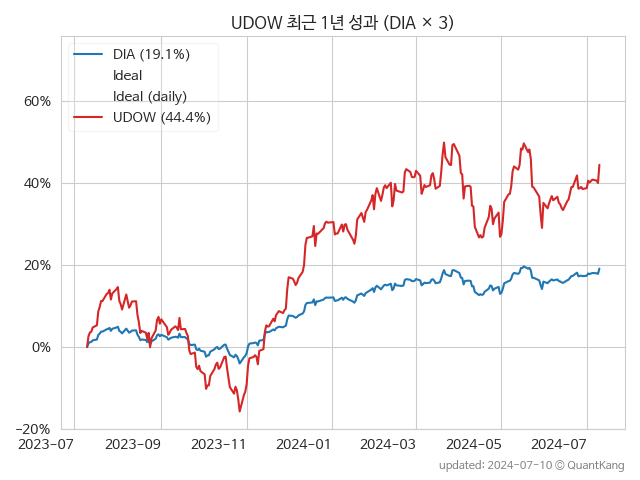 UDOW 최근 1년 성과 (DIA × 3)
DIA (19.1%)
Ideal
Ideal (daily)
UDOW (44.4%)
60%
40%
20%
0%
−20%
2023-07 2023-09 2023-11 2024-01 2024-03 2024-05 2024-07
updated: 2024-07-10 © QuantKang